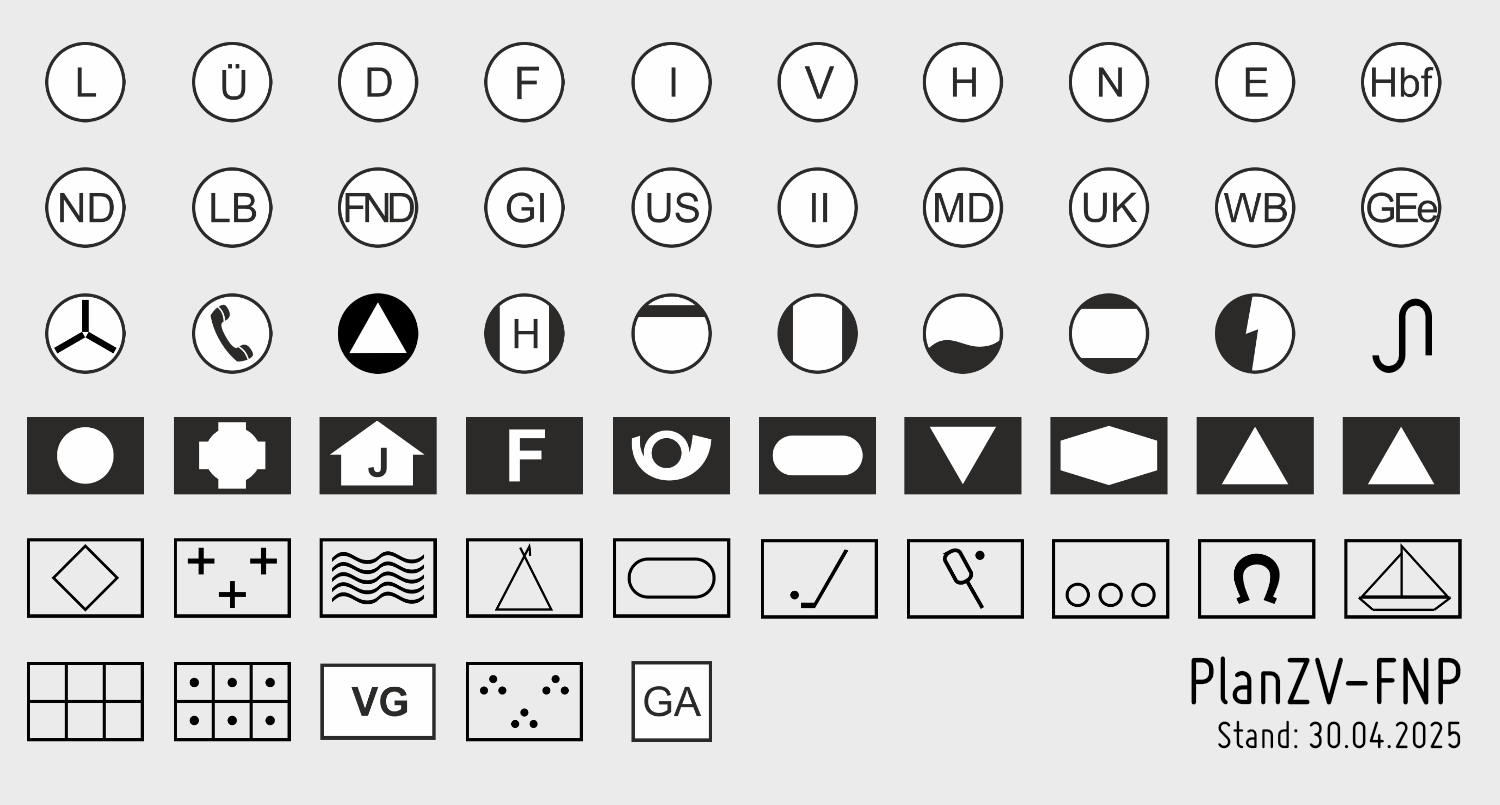 L Ü D F I V H N E Hbf
ND LB FND GI US II MD UK WB GEe
H
J F
VG GA
PlanZV-FNP
Stand: 30.04.2025